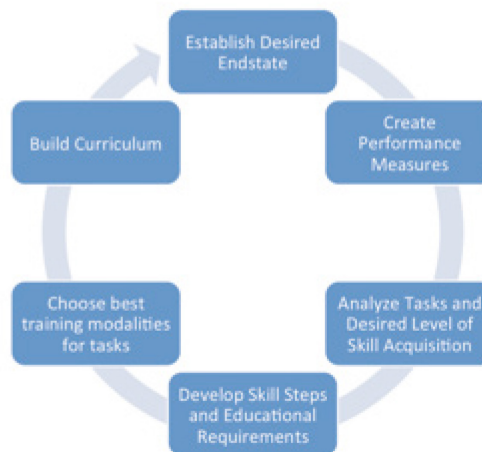 Establish Desired
Endstate
Create
Performance
Measures
Analyze Tasks and
Desired Level of
Skill Acquisition
Develop Skill Steps
and Educational
Requirements
Choose best
training modalities
for tasks
Build Curriculum